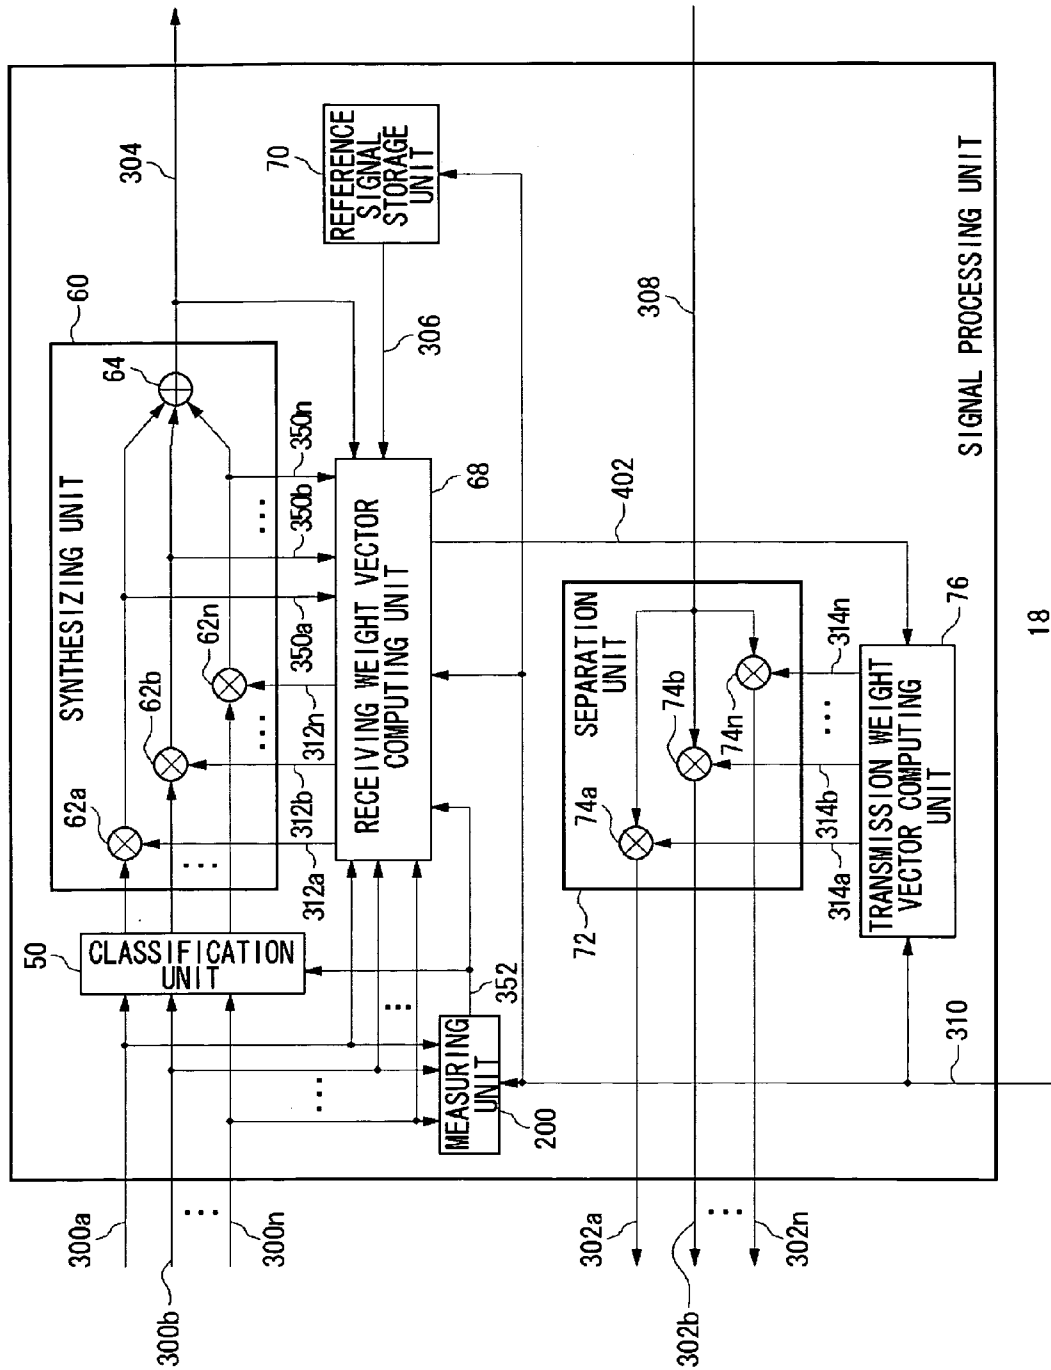 304
60
SYNTHESIZING UNIT
64
70
REFERENCE
SIGNAL
STORAGE
UNIT
50
CLASSIFICATION
UNIT
62a
62b
62n
...
...
...
350a
350b
350n
306
300a
300b
...
300n
312a
312b
312n
RECEIVING WEIGHT VECTOR
COMPUTING UNIT
68
...
...
352
MEASURING
UNIT
200
402
308
302a
302b
...
302n
72
SEPARATION
UNIT
74a
74b
74n
...
314a
314b
314n
TRANSMISSION WEIGHT
VECTOR COMPUTING
UNIT
76
310
SIGNAL PROCESSING UNIT
18